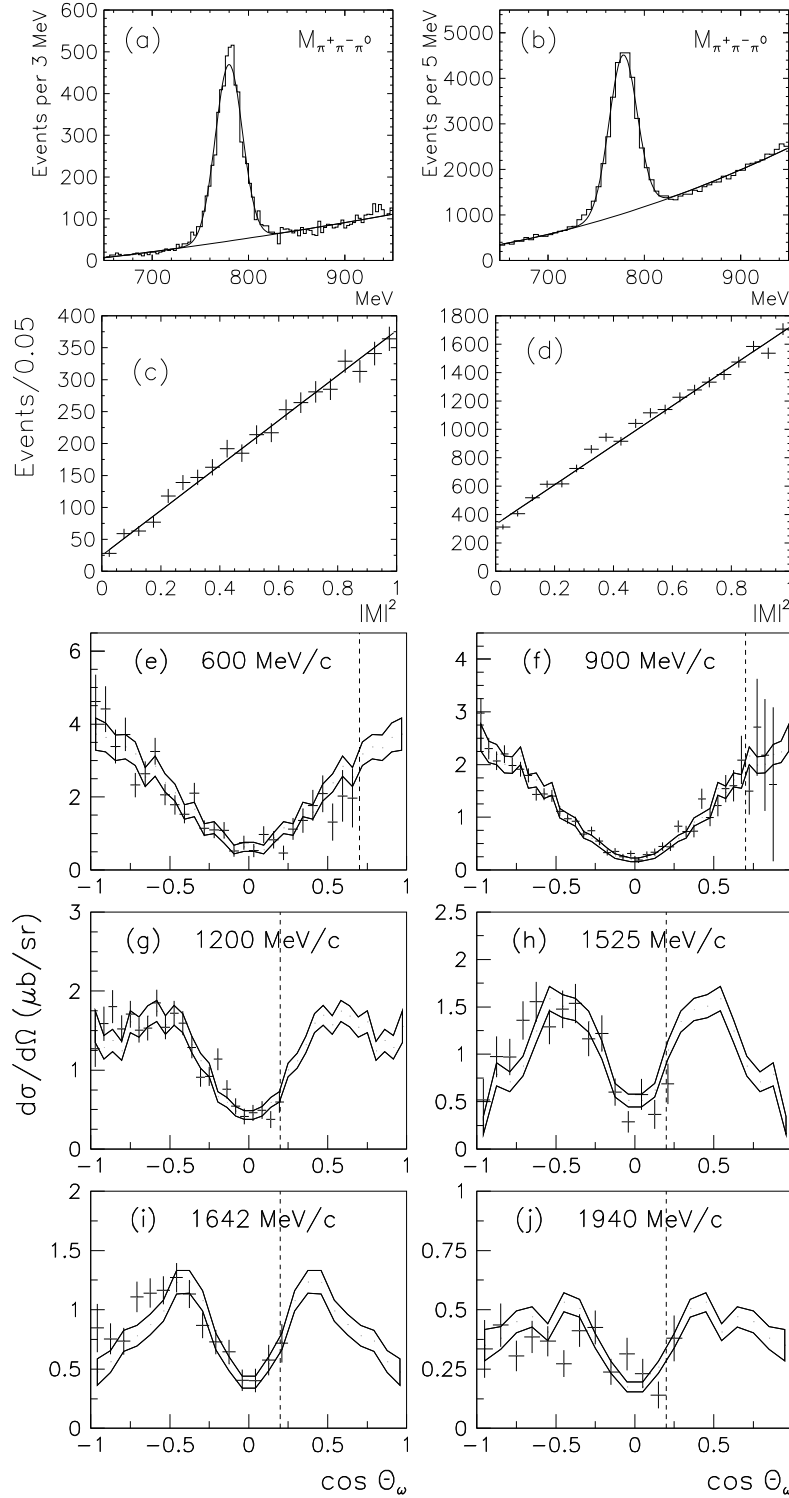 (a) M π⁺π⁻π⁰
Events per 3 MeV
600
500
400
300
200
100
0
700 800 900
MeV
(b) M π⁺π⁻π⁰
Events per 5 MeV
5000
4000
3000
2000
1000
0
700 800 900
MeV
(c)
Events/0.05
400
350
300
250
200
150
100
50
0
0 0.2 0.4 0.6 0.8 1
|M|²
(d)
1800
1600
1400
1200
1000
800
600
400
200
0
0 0.2 0.4 0.6 0.8 1
|M|²
(e) 600 MeV/c
6
4
2
0
-1 -0.5 0 0.5 1
(f) 900 MeV/c
4
3
2
1
0
-1 -0.5 0 0.5
dσ/dΩ (μb/sr)
(g) 1200 MeV/c
3
2
1
0
-1 -0.5 0 0.5 1
(h) 1525 MeV/c
2.5
2
1.5
1
0.5
0
-1 -0.5 0 0.5
(i) 1642 MeV/c
2
1.5
1
0.5
0
-1 -0.5 0 0.5 1
cos Θω
(j) 1940 MeV/c
1
0.75
0.5
0.25
0
-1 -0.5 0 0.5
cos Θω